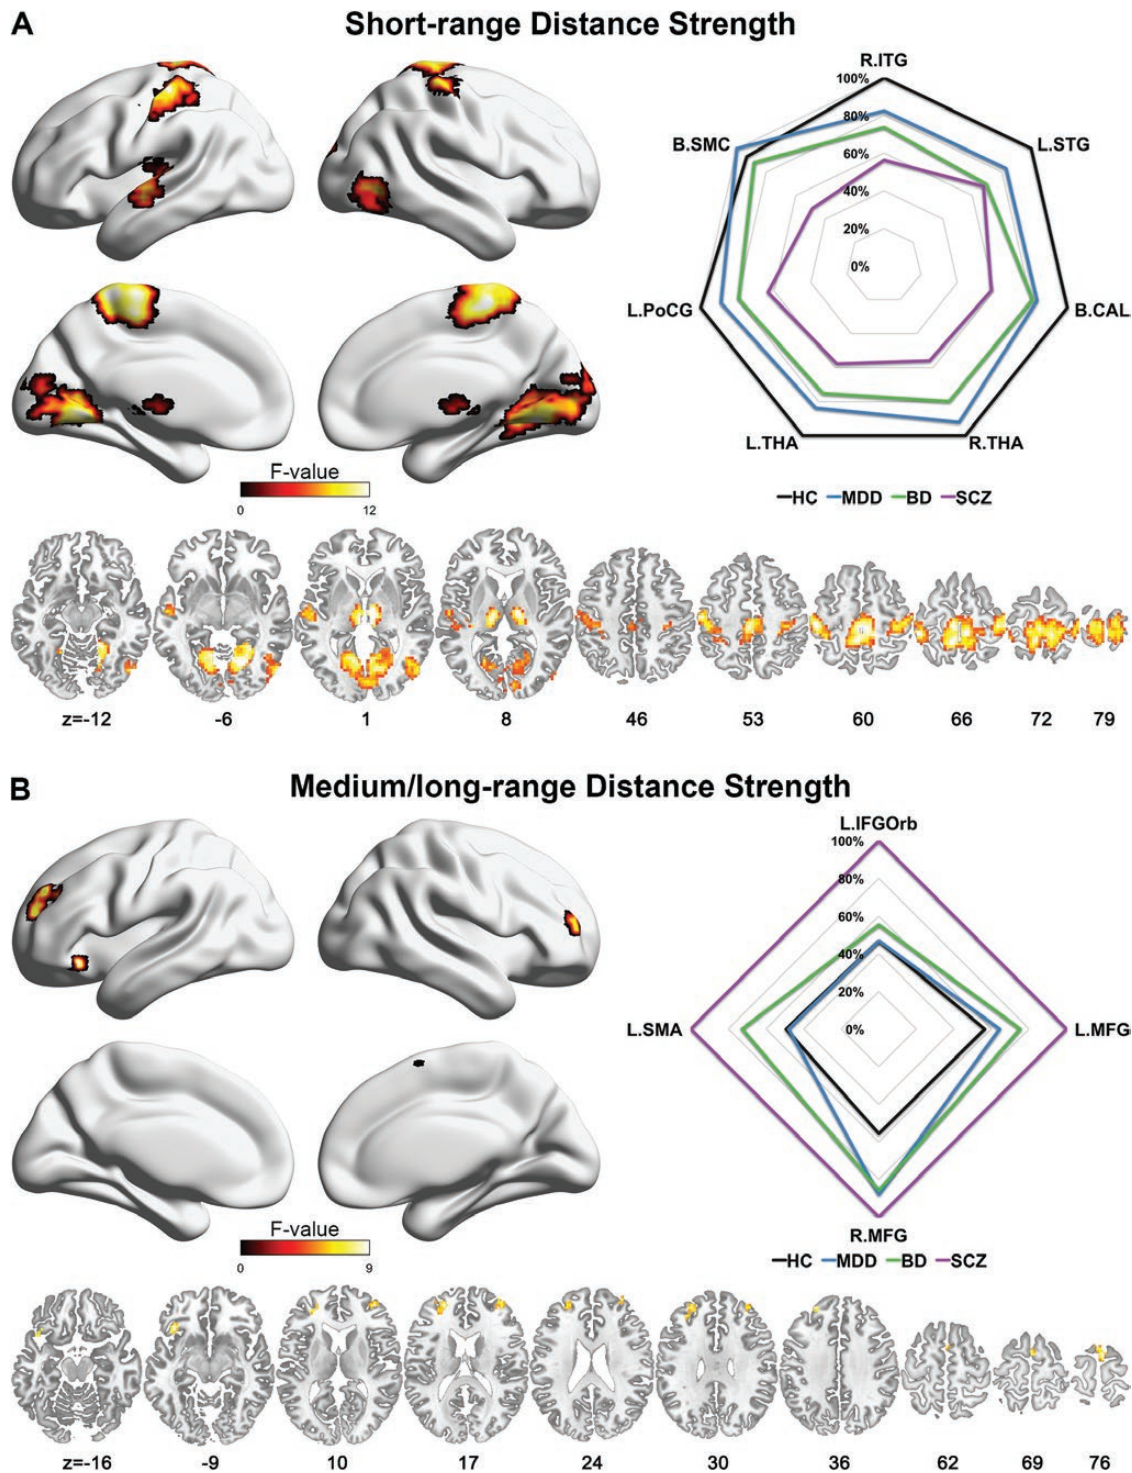 A
Short-range Distance Strength
R.ITG
100%
80%
60%
40%
20%
0%
B.SMC
L.STG
L.PoCG
B.CAL
L.THA
R.THA
HC MDD BD SCZ
F-value
0 12
z=-12 -6 1 8 46 53 60 66 72 79
B
Medium/long-range Distance Strength
L.IFGOrb
100%
80%
60%
40%
20%
0%
L.SMA
L.MFG
R.MFG
HC MDD BD SCZ
F-value
0 9
z=-16 -9 10 17 24 30 36 62 69 76